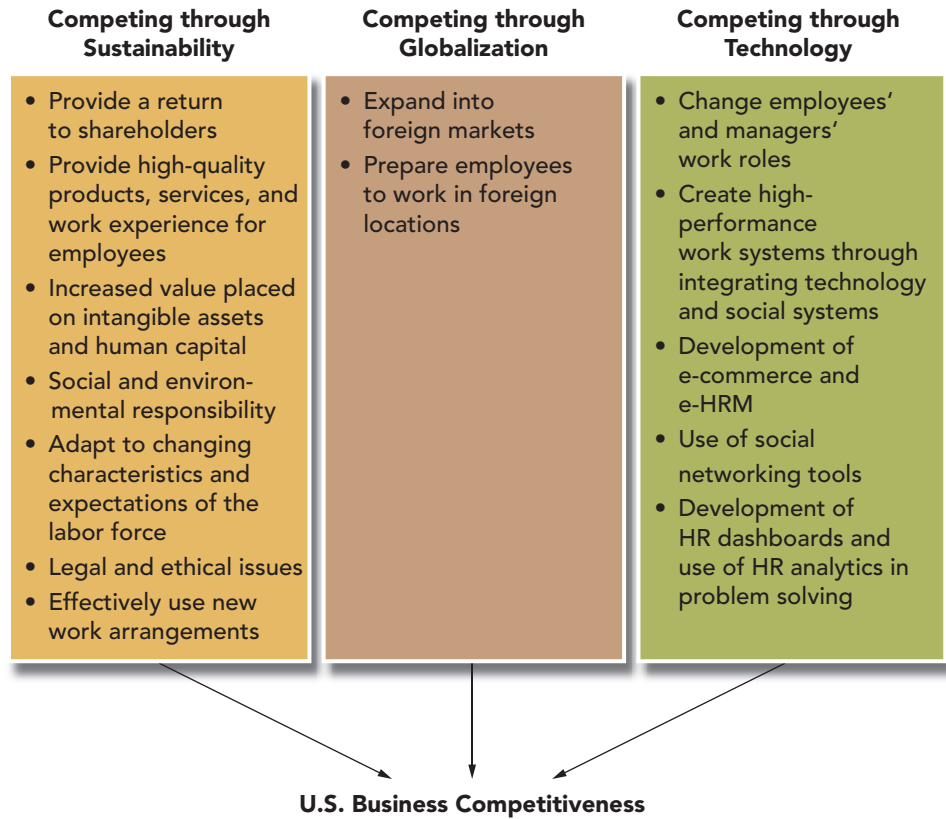 Competing through
Sustainability
• Provide a return
to shareholders
• Provide high-quality
products, services, and
work experience for
employees
• Increased value placed
on intangible assets
and human capital
• Social and environ-
mental responsibility
• Adapt to changing
characteristics and
expectations of the
labor force
• Legal and ethical issues
• Effectively use new
work arrangements
Competing through
Globalization
• Expand into
foreign markets
• Prepare employees
to work in foreign
locations
Competing through
Technology
• Change employees‘
and managers‘
work roles
• Create high-
performance
work systems through
integrating technology
and social systems
• Development of
e-commerce and
e-HRM
• Use of social
networking tools
• Development of
HR dashboards and
use of HR analytics in
problem solving
U.S. Business Competitiveness